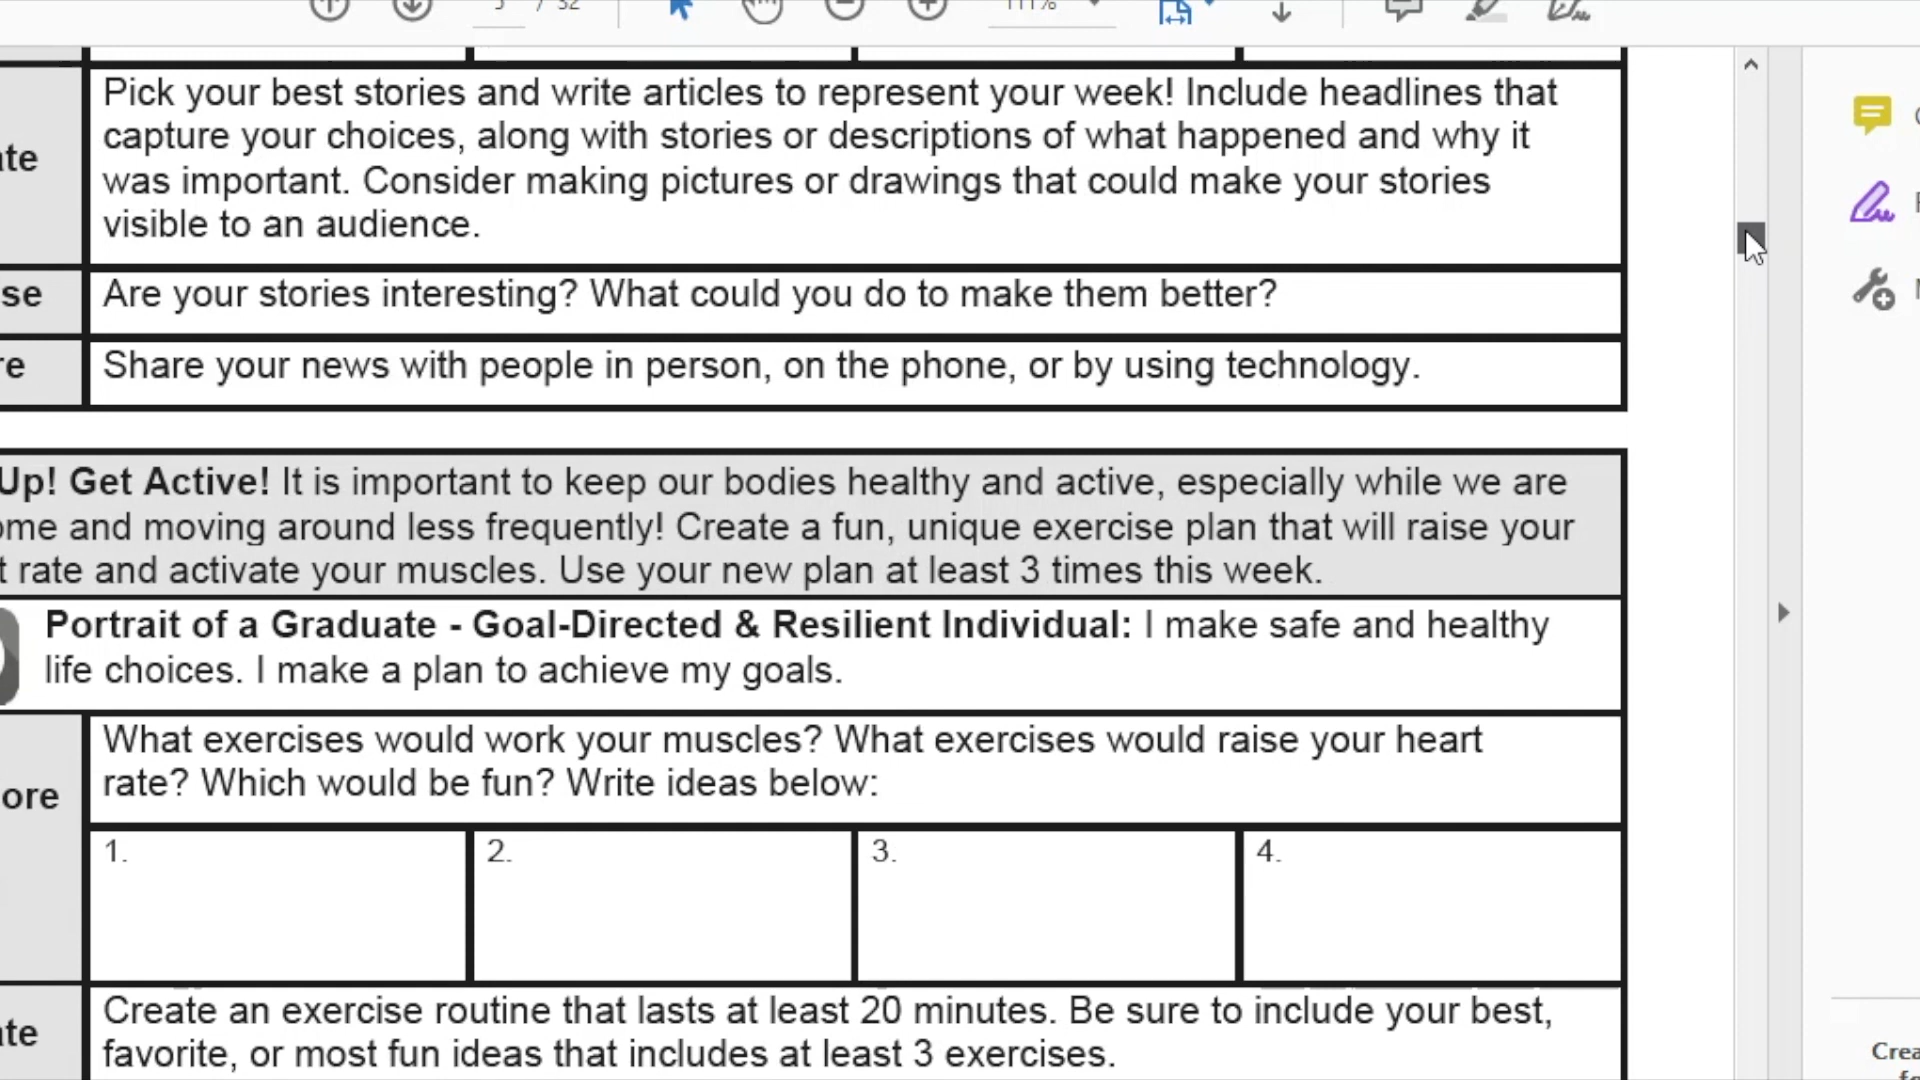 / 32
111%
Pick your best stories and write articles to represent your week! Include headlines that
capture your choices, along with stories or descriptions of what happened and why it
was important. Consider making pictures or drawings that could make your stories
visible to an audience.
ate
se
Are your stories interesting? What could you do to make them better?
re
Share your news with people in person, on the phone, or by using technology.
Up! Get Active! It is important to keep our bodies healthy and active, especially while we are
ome and moving around less frequently! Create a fun, unique exercise plan that will raise your
t rate and activate your muscles. Use your new plan at least 3 times this week.
Portrait of a Graduate - Goal-Directed & Resilient Individual: I make safe and healthy
life choices. I make a plan to achieve my goals.
ore
What exercises would work your muscles? What exercises would raise your heart
rate? Which would be fun? Write ideas below:
1. 2. 3. 4.
ate
Create an exercise routine that lasts at least 20 minutes. Be sure to include your best,
favorite, or most fun ideas that includes at least 3 exercises.
Crea